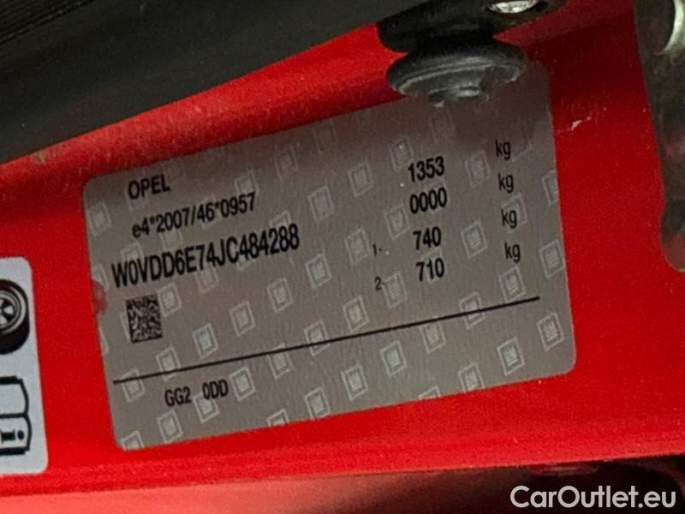 OPEL
e4*2007/46*0957
W0VDD6E74JC484288
1353 kg
0000 kg
1- 740 kg
2- 710 kg
GG2 0DD
CarOutlet.eu